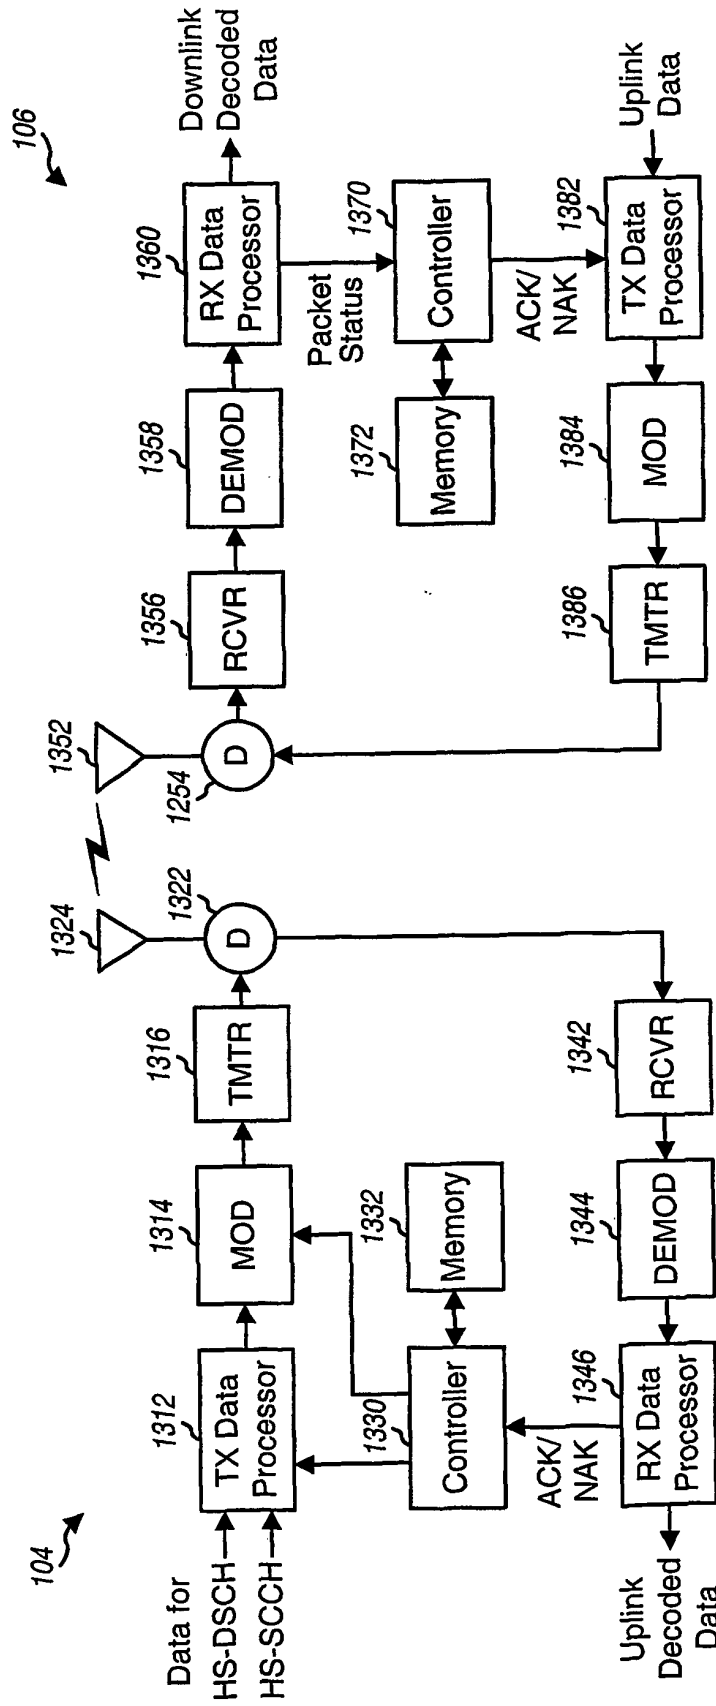 104
Data for
HS-DSCH
HS-SCCH
1312
TX Data
Processor
1314
MOD
1316
TMTR
1324
1322
D
1330
Controller
1332
Memory
ACK/
NAK
1346
RX Data
Processor
1344
DEMOD
1342
RCVR
Uplink
Decoded
Data
106
1352
1254
D
1356
RCVR
1358
DEMOD
1360
RX Data
Processor
Downlink
Decoded
Data
Packet
Status
1370
Controller
1372
Memory
ACK/
NAK
1382
TX Data
Processor
Uplink
Data
1384
MOD
1386
TMTR